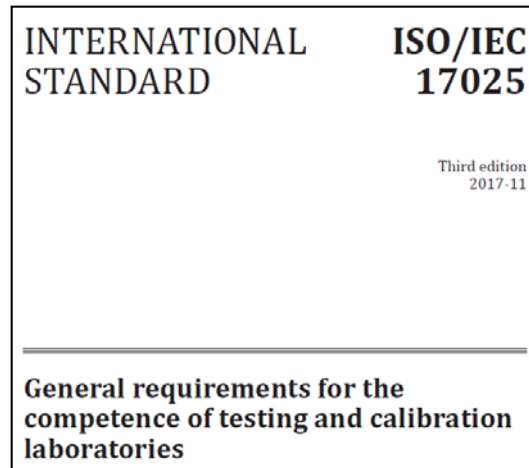 INTERNATIONAL STANDARD
ISO/IEC 17025
Third edition
2017-11
General requirements for the
competence of testing and calibration
laboratories